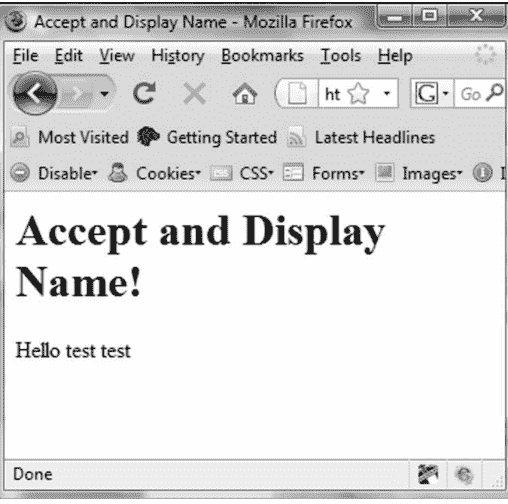 Accept and Display Name - Mozilla Firefox
File Edit View History Bookmarks Tools Help
ht G Go
Most Visited Getting Started Latest Headlines
Disable Cookies CSS Forms Images
Accept and Display
Name!
Hello test test
Done